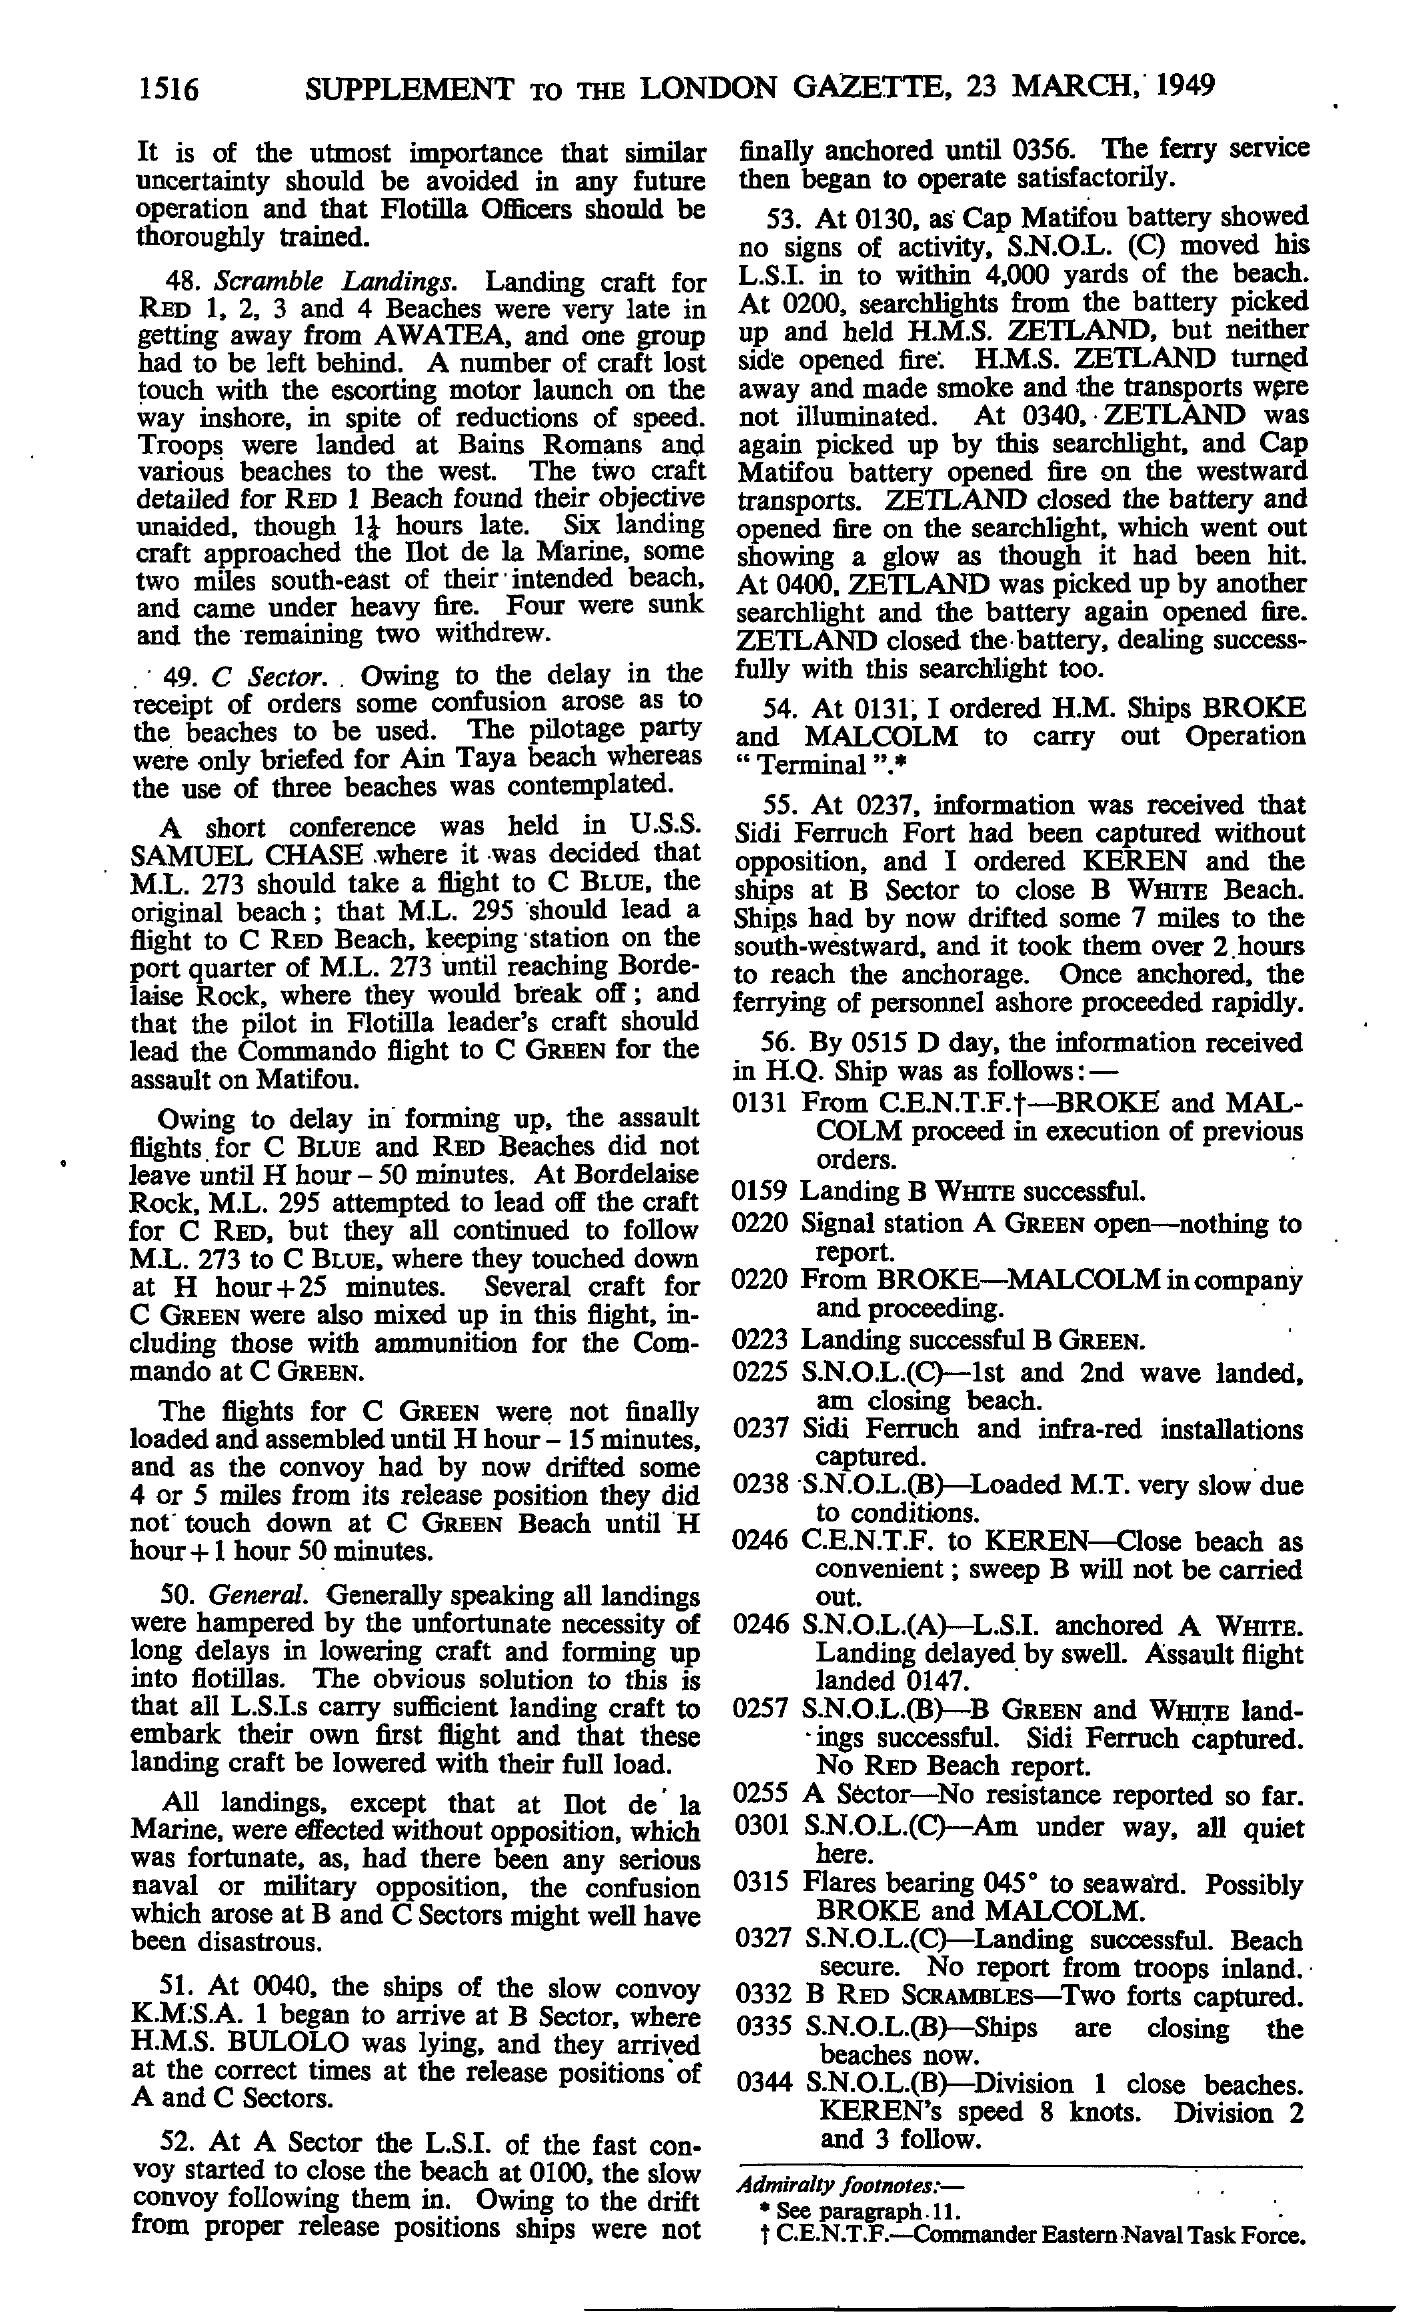 1516 SUPPLEMENT TO THE LONDON GAZETTE, 23 MARCH, 1949
It is of the utmost importance that similar
uncertainty should be avoided in any future
operation and that Flotilla Officers should be
thoroughly trained.
48. Scramble Landings. Landing craft for
RED 1, 2, 3 and 4 Beaches were very late in
getting away from AWATEA, and one group
had to be left behind. A number of craft lost
touch with the escorting motor launch on the
way inshore, in spite of reductions of speed.
Troops were landed at Bains Romans and
various beaches to the west. The two craft
detailed for RED 1 Beach found their objective
unaided, though hours late. Six landing
craft approached the Ilot de la Marine, some
two miles south-east of their intended beach,
and came under heavy fire. Four were sunk
and the remaining two withdrew.
49. C Sector. Owing to the delay in the
receipt of orders some confusion arose as to
the beaches to be used. The pilotage party
were only briefed for Ain Taya beach whereas
the use of three beaches was contemplated.
A short conference was held in U.S.S.
SAMUEL CHASE where it was decided that
M.L. 273 should take a flight to C BLUE, the
original beach; that M.L. 295 should lead a
flight to C RED Beach, keeping station on the
port quarter of M.L. 273 until reaching Borde-
laise Rock, where they would break off; and
that the pilot in Flotilla leader's craft should
lead the Commando flight to C GREEN for the
assault on Matifou.
Owing to delay in forming up, the assault
flights for C BLUE and RED Beaches did not
leave until H hour – 50 minutes. At Bordelaise
Rock, M.L. 295 attempted to lead off the craft
for C RED, but they all continued to follow
M.L. 273 to C BLUE, where they touched down
at H hour+25 minutes. Several craft for
C GREEN were also mixed up in this flight, in-
cluding those with ammunition for the Com-
mando at C GREEN.
The flights for C GREEN were not finally
loaded and assembled until H hour – 15 minutes,
and as the convoy had by now drifted some
4 or 5 miles from its release position they did
not touch down at C GREEN Beach until H
hour+1 hour 50 minutes.
50. General. Generally speaking all landings
were hampered by the unfortunate necessity of
long delays in lowering craft and forming up
into flotillas. The obvious solution to this is
that all L.S.I.s carry sufficient landing craft to
embark their own first flight and that these
landing craft be lowered with their full load.
All landings, except that at Ilot de la
Marine, were effected without opposition, which
was fortunate, as, had there been any serious
naval or military opposition, the confusion
which arose at B and C Sectors might well have
been disastrous.
51. At 0040, the ships of the slow convoy
K.M.S.A. 1 began to arrive at B Sector, where
H.M.S. BULOLO was lying, and they arrived
at the correct times at the release positions of
A and C Sectors.
52. At A Sector the L.S.I. of the fast con-
voy started to close the beach at 0100, the slow
convoy following them in. Owing to the drift
from proper release positions ships were not
finally anchored until 0356. The ferry service
then began to operate satisfactorily.
53. At 0130, as Cap Matifou battery showed
no signs of activity, S.N.O.L. (C) moved his
L.S.I. in to within 4,000 yards of the beach.
At 0200, searchlights from the battery picked
up and held H.M.S. ZETLAND, but neither
side opened fire. H.M.S. ZETLAND turned
away and made smoke and the transports were
not illuminated. At 0340, ZETLAND was
again picked up by this searchlight, and Cap
Matifou battery opened fire on the westward
transports. ZETLAND closed the battery and
opened fire on the searchlight, which went out
showing a glow as though it had been hit.
At 0400, ZETLAND was picked up by another
searchlight and the battery again opened fire.
ZETLAND closed the battery, dealing success-
fully with this searchlight too.
54. At 0131, I ordered H.M. Ships BROKE
and MALCOLM to carry out Operation
“ Terminal ”.*
55. At 0237, information was received that
Sidi Ferruch Fort had been captured without
opposition, and I ordered KEREN and the
ships at B Sector to close B WHITE Beach.
Ships had by now drifted some 7 miles to the
south-westward, and it took them over 2 hours
to reach the anchorage. Once anchored, the
ferrying of personnel ashore proceeded rapidly.
56. By 0515 D day, the information received
in H.Q. Ship was as follows:—
0131 From C.E.N.T.F.†—BROKE and MAL-
COLM proceed in execution of previous
orders.
0159 Landing B WHITE successful.
0220 Signal station A GREEN open—nothing to
report.
0220 From BROKE—MALCOLM in company
and proceeding.
0223 Landing successful B GREEN.
0225 S.N.O.L.(C)—1st and 2nd wave landed,
am closing beach.
0237 Sidi Ferruch and infra-red installations
captured.
0238 S.N.O.L.(B)—Loaded M.T. very slow due
to conditions.
0246 C.E.N.T.F. to KEREN—Close beach as
convenient; sweep B will not be carried
out.
0246 S.N.O.L.(A)—L.S.I. anchored A WHITE.
Landing delayed by swell. Assault flight
landed 0147.
0257 S.N.O.L.(B)—B GREEN and WHITE land-
ings successful. Sidi Ferruch captured.
No RED Beach report.
0255 A Sector—No resistance reported so far.
0301 S.N.O.L.(C)—Am under way, all quiet
here.
0315 Flares bearing 045° to seaward. Possibly
BROKE and MALCOLM.
0327 S.N.O.L.(C)—Landing successful. Beach
secure. No report from troops inland.
0332 B RED SCRAMBLES—Two forts captured.
0335 S.N.O.L.(B)—Ships are closing the
beaches now.
0344 S.N.O.L.(B)—Division 1 close beaches.
KEREN's speed 8 knots. Division 2
and 3 follow.
Admiralty footnotes:—
* See paragraph 11.
† C.E.N.T.F.—Commander Eastern Naval Task Force.